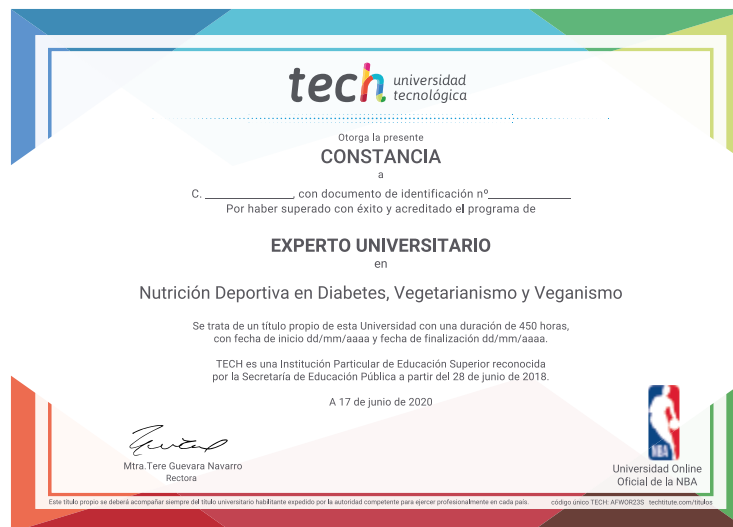 tech universidad
tecnológica
Otorga la presente
CONSTANCIA
a
C. ______________, con documento de identificación nº______________
Por haber superado con éxito y acreditado el programa de
EXPERTO UNIVERSITARIO
en
Nutrición Deportiva en Diabetes, Vegetarianismo y Veganismo
Se trata de un título propio de esta Universidad con una duración de 450 horas,
con fecha de inicio dd/mm/aaaa y fecha de finalización dd/mm/aaaa.
TECH es una Institución Particular de Educación Superior reconocida
por la Secretaría de Educación Pública a partir del 28 de junio de 2018.
A 17 de junio de 2020
Mtra.Tere Guevara Navarro
Rectora
NBA
Universidad Online
Oficial de la NBA
Este título propio se deberá acompañar siempre del título universitario habilitante expedido por la autoridad competente para ejercer profesionalmente en cada país. código único TECH: AFWOR23S techtitute.com/títulos